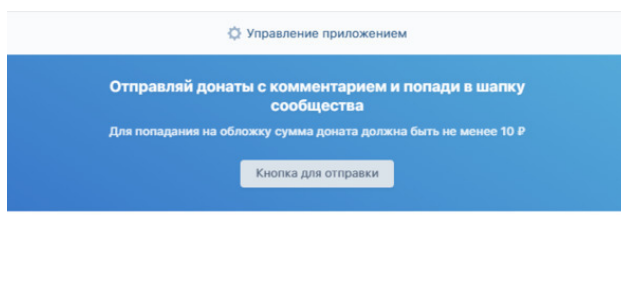 Управление приложением
Отправляй донаты с комментарием и попади в шапку
сообщества
Для попадания на обложку сумма доната должна быть не менее 10 ₽
Кнопка для отправки